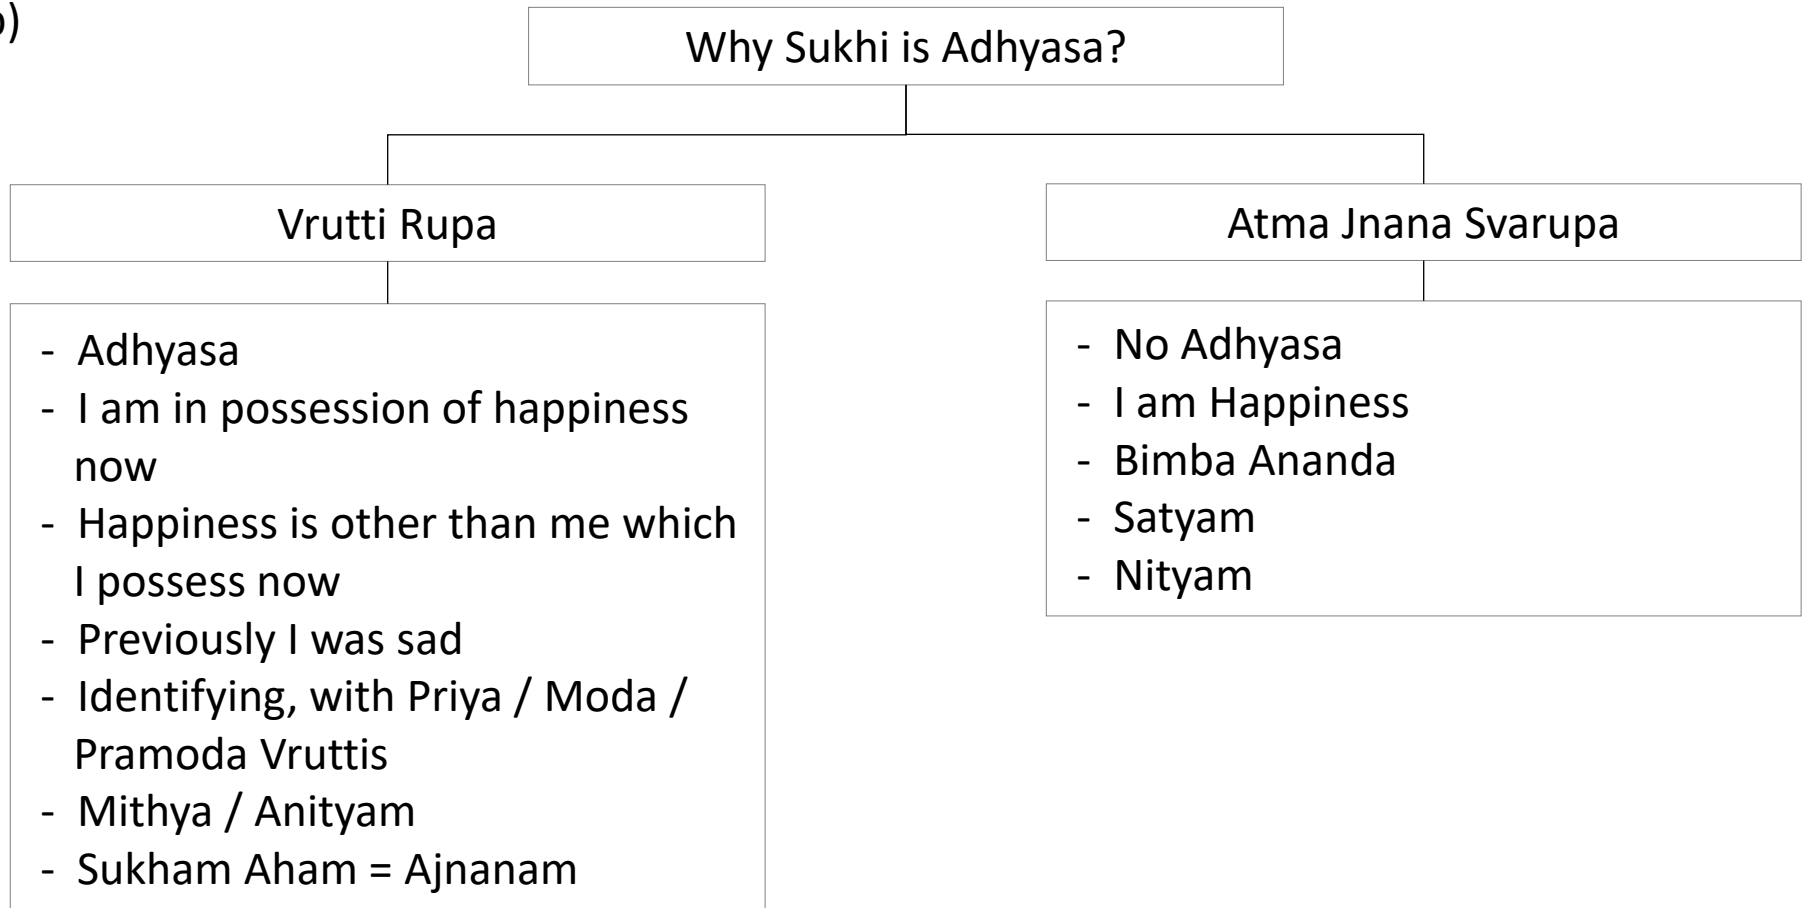 b)
Why Sukhi is Adhyasa?
Vrutti Rupa
- Adhyasa
- I am in possession of happiness
now
- Happiness is other than me which
I possess now
- Previously I was sad
- Identifying, with Priya / Moda /
Pramoda Vruttis
- Mithya / Anityam
- Sukham Aham = Ajnanam
Atma Jnana Svarupa
- No Adhyasa
- I am Happiness
- Bimba Ananda
- Satyam
- Nityam